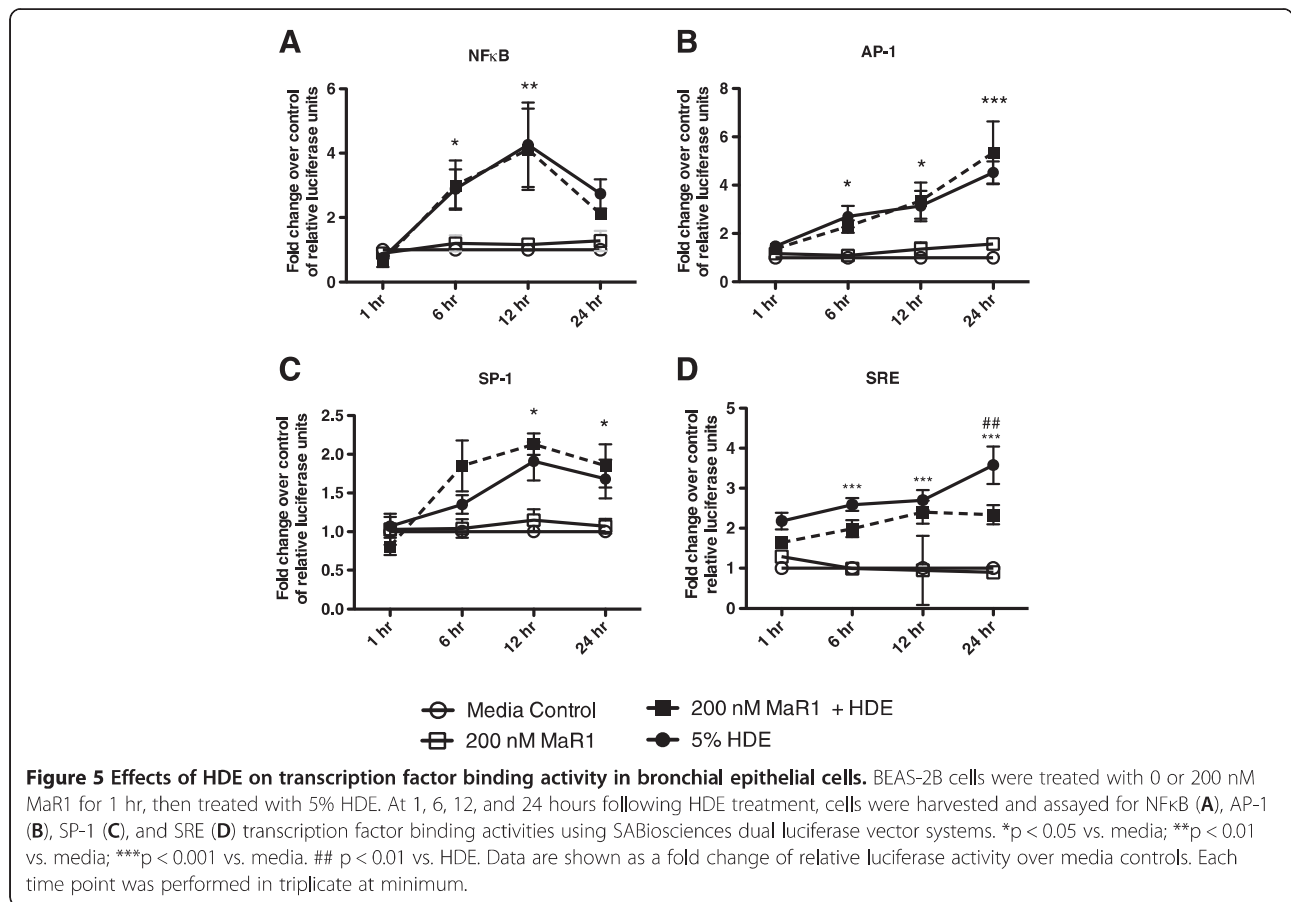 A
NFκB
Fold change over control
of relative luciferase units
6
4
2
0
*
**
1 hr
6 hr
12 hr
24 hr
B
AP-1
Fold change over control
of relative luciferase units
8
6
4
2
0
*
*
***
1 hr
6 hr
12 hr
24 hr
C
SP-1
Fold change over control
of relative luciferase units
2.5
2.0
1.5
1.0
0.5
0.0
*
*
1 hr
6 hr
12 hr
24 hr
D
SRE
Fold change over control
relative luciferase units
5
4
3
2
1
0
***
***
##
***
1 hr
6 hr
12 hr
24 hr
Media Control
200 nM MaR1 + HDE
200 nM MaR1
5% HDE
Figure 5 Effects of HDE on transcription factor binding activity in bronchial epithelial cells. BEAS-2B cells were treated with 0 or 200 nM
MaR1 for 1 hr, then treated with 5% HDE. At 1, 6, 12, and 24 hours following HDE treatment, cells were harvested and assayed for NFκB (A), AP-1
(B), SP-1 (C), and SRE (D) transcription factor binding activities using SABiosciences dual luciferase vector systems. *p < 0.05 vs. media; **p < 0.01
vs. media; ***p < 0.001 vs. media. ## p < 0.01 vs. HDE. Data are shown as a fold change of relative luciferase activity over media controls. Each
time point was performed in triplicate at minimum.